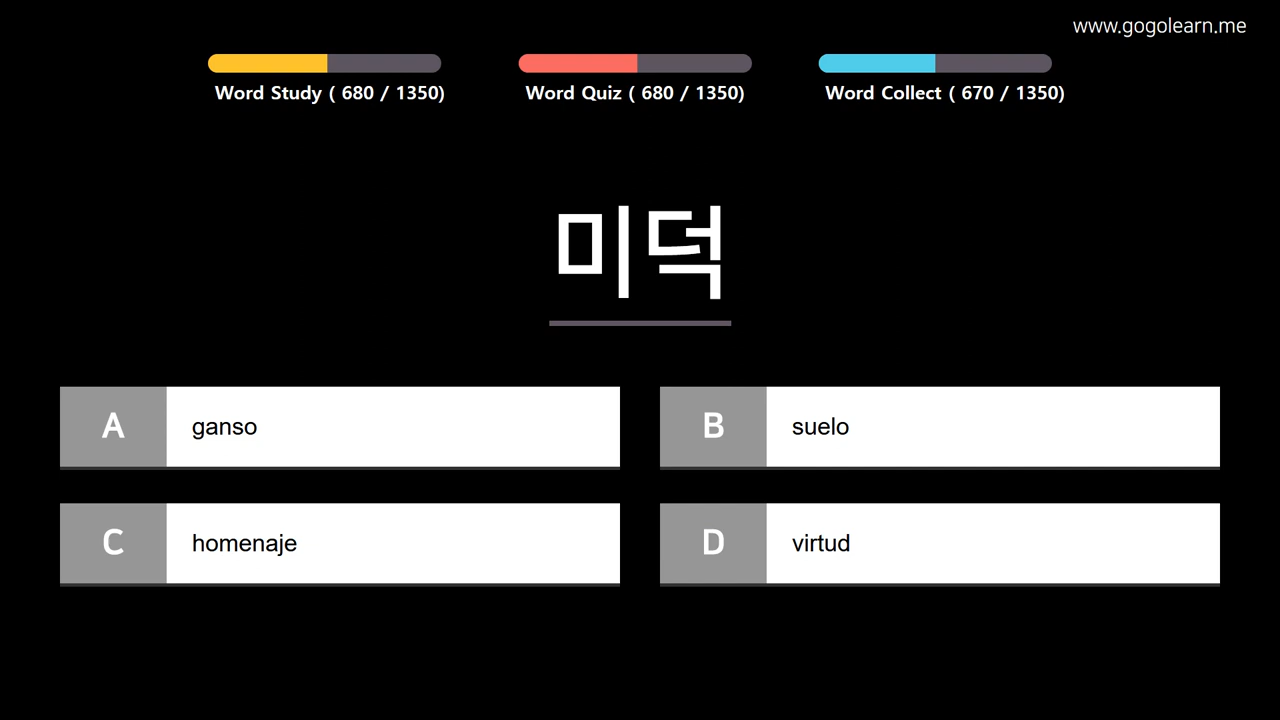 www.gogolearn.me
Word Study ( 680 / 1350)
Word Quiz ( 680 / 1350)
Word Collect ( 670 / 1350)
미덕
A ganso
B suelo
C homenaje
D virtud